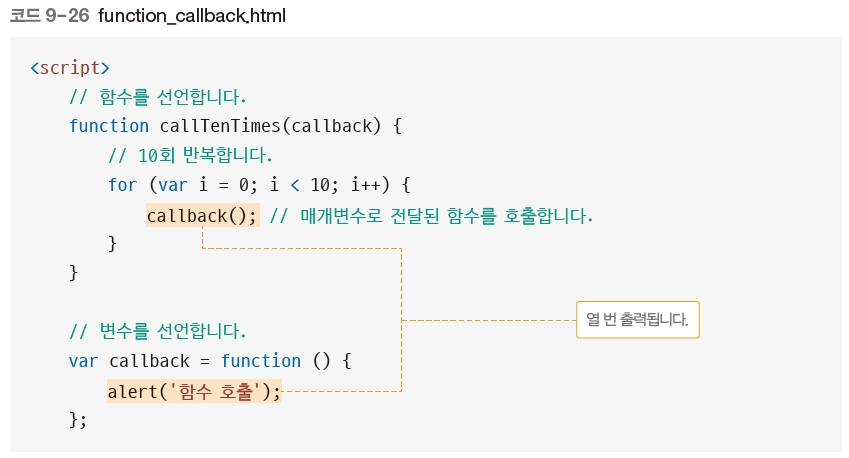 코드 9-26 function_callback.html
<script>
// 함수를 선언합니다.
function callTenTimes(callback) {
// 10회 반복합니다.
for (var i = 0; i < 10; i++) {
callback(); // 매개변수로 전달된 함수를 호출합니다.
}
}
열 번 출력됩니다.
// 변수를 선언합니다.
var callback = function () {
alert('함수 호출');
};